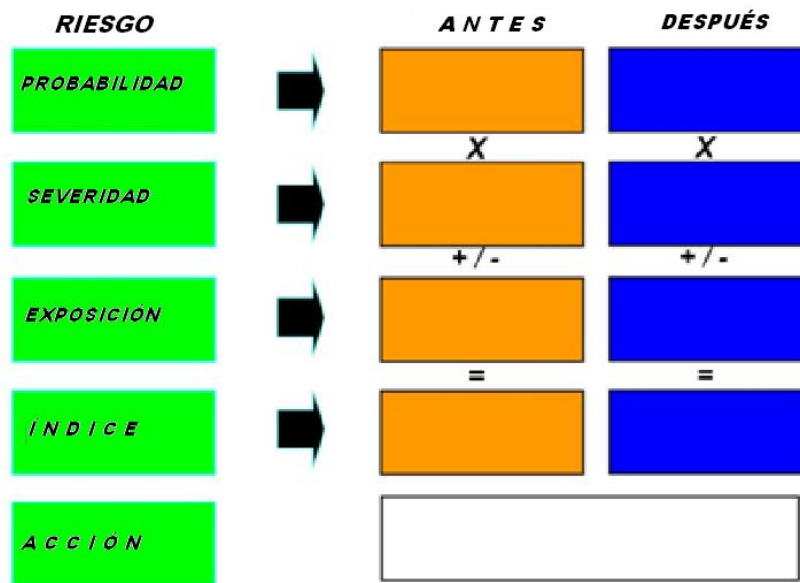 RIESGO ANTES DESPUÉS
PROBABILIDAD
X X
SEVERIDAD
+ / - + / -
EXPOSICIÓN
= =
ÍNDICE
ACCIÓN